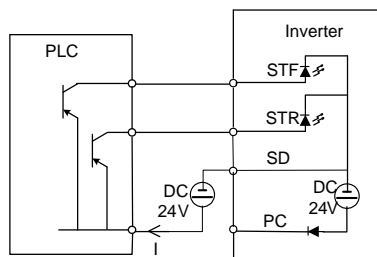 PLC
Inverter
STF
STR
SD
DC
24V
DC
24V
PC
I